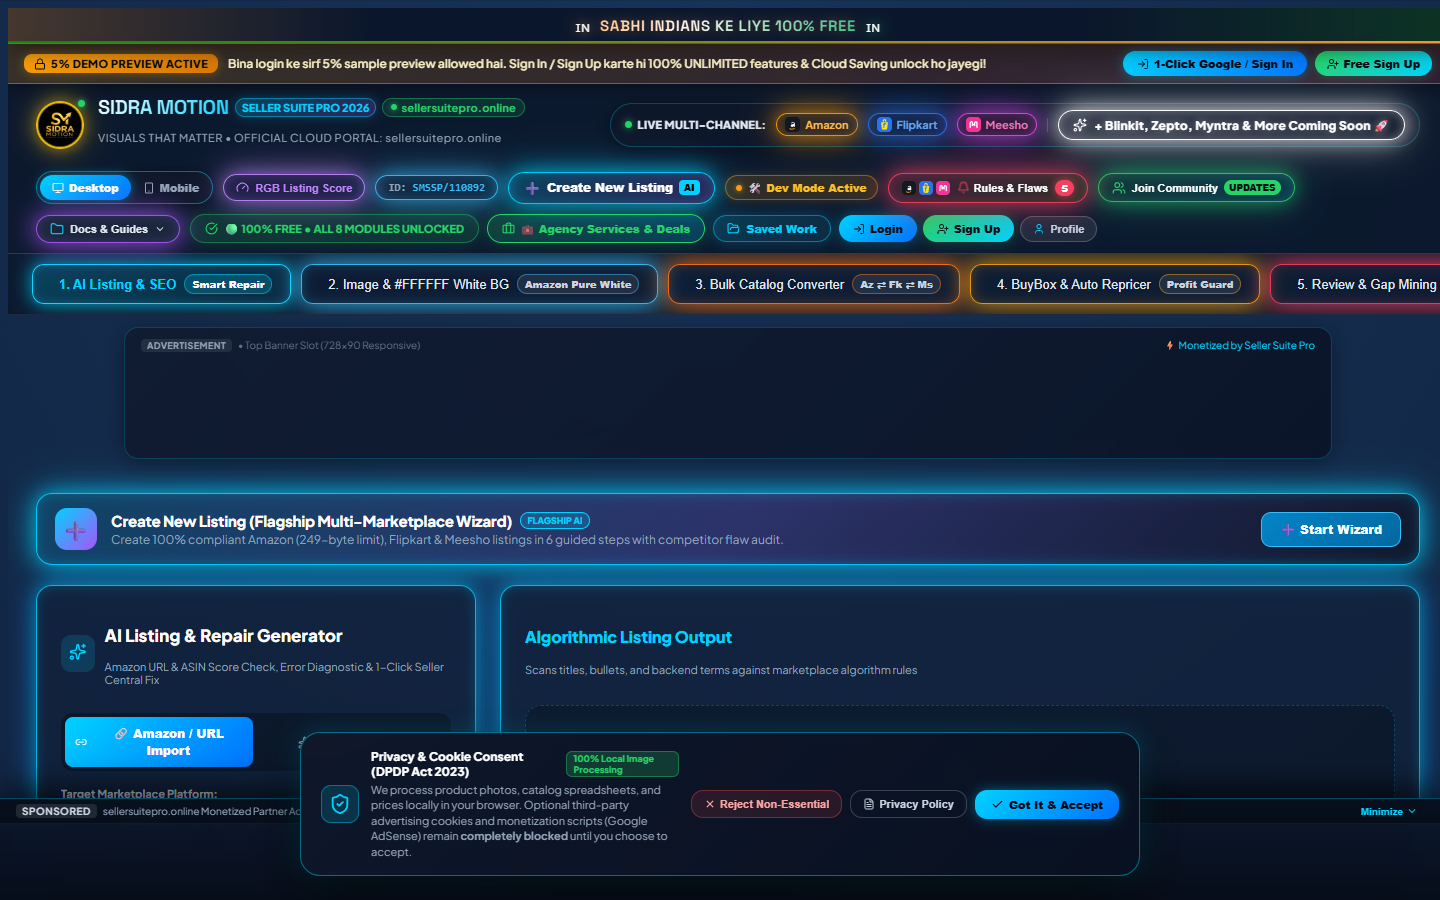 IN SABHI INDIANS KE LIYE 100% FREE IN
5% DEMO PREVIEW ACTIVE Bina login ke sirf 5% sample preview allowed hai. Sign In / Sign Up karte hi 100% UNLIMITED features & Cloud Saving unlock ho jayegi! 1-Click Google / Sign In Free Sign Up
SIDRA MOTION SELLER SUITE PRO 2026 sellersuitepro.online
VISUALS THAT MATTER • OFFICIAL CLOUD PORTAL: sellersuitepro.online
SM SIDRA MOTION
LIVE MULTI-CHANNEL: a Amazon Flipkart m Meesho + Blinkit, Zepto, Myntra & More Coming Soon 🚀
Desktop Mobile RGB Listing Score ID: SMSSP/110892 ➕ Create New Listing AI 🛠 Dev Mode Active Rules & Flaws 5 Join Community UPDATES
Docs & Guides 100% FREE • ALL 8 MODULES UNLOCKED 💼 Agency Services & Deals Saved Work Login Sign Up Profile
1. AI Listing & SEO Smart Repair 2. Image & #FFFFFF White BG Amazon Pure White 3. Bulk Catalog Converter Az ⇄ Fk ⇄ Ms 4. BuyBox & Auto Repricer Profit Guard 5. Review & Gap Mining
ADVERTISEMENT • Top Banner Slot (728×90 Responsive) Monetized by Seller Suite Pro
Create New Listing (Flagship Multi-Marketplace Wizard) FLAGSHIP AI
Create 100% compliant Amazon (249-byte limit), Flipkart & Meesho listings in 6 guided steps with competitor flaw audit.
➕ Start Wizard
AI Listing & Repair Generator
Amazon URL & ASIN Score Check, Error Diagnostic & 1-Click Seller
Central Fix
🔗 Amazon / URL
Import
Target Marketplace Platform:
Algorithmic Listing Output
Scans titles, bullets, and backend terms against marketplace algorithm rules
SPONSORED sellersuitepro.online Monetized Partner
Minimize
Privacy & Cookie Consent
(DPDP Act 2023)
100% Local Image
Processing
We process product photos, catalog spreadsheets, and
prices locally in your browser. Optional third-party
advertising cookies and monetization scripts (Google
AdSense) remain completely blocked until you choose to
accept.
Reject Non-Essential Privacy Policy Got It & Accept